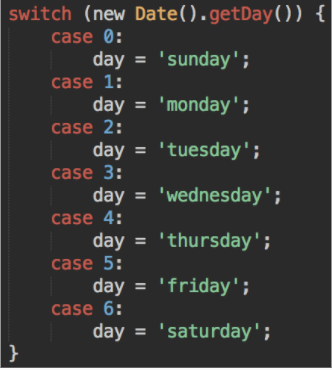 switch (new Date().getDay()) {
    case 0:
        day = 'sunday';
    case 1:
        day = 'monday';
    case 2:
        day = 'tuesday';
    case 3:
        day = 'wednesday';
    case 4:
        day = 'thursday';
    case 5:
        day = 'friday';
    case 6:
        day = 'saturday';
}